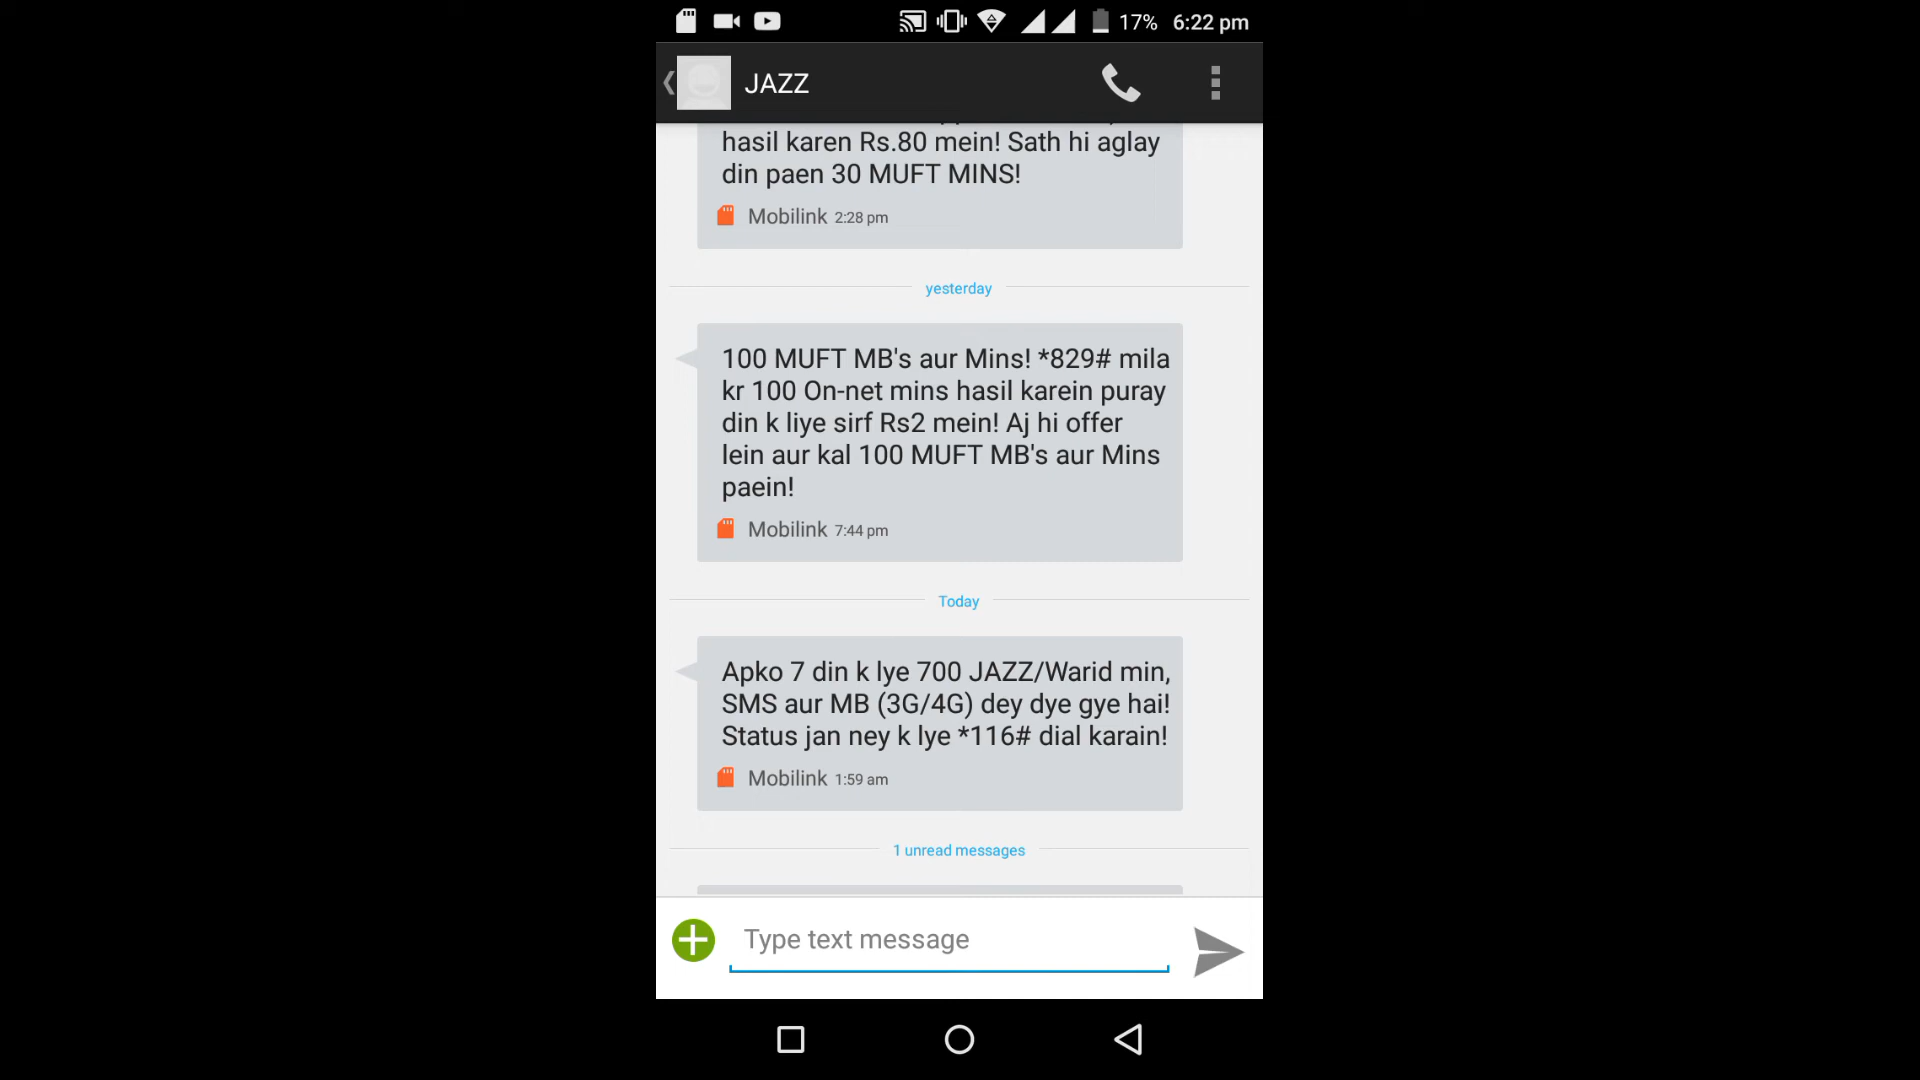 17% 6:22 pm
JAZZ
hasil karen Rs.80 mein! Sath hi aglay
din paen 30 MUFT MINS!
Mobilink 2:28 pm
yesterday
100 MUFT MB's aur Mins! *829# mila
kr 100 On-net mins hasil karein puray
din k liye sirf Rs2 mein! Aj hi offer
lein aur kal 100 MUFT MB's aur Mins
paein!
Mobilink 7:44 pm
Today
Apko 7 din k lye 700 JAZZ/Warid min,
SMS aur MB (3G/4G) dey dye gye hai!
Status jan ney k lye *116# dial karain!
Mobilink 1:59 am
1 unread messages
Type text message